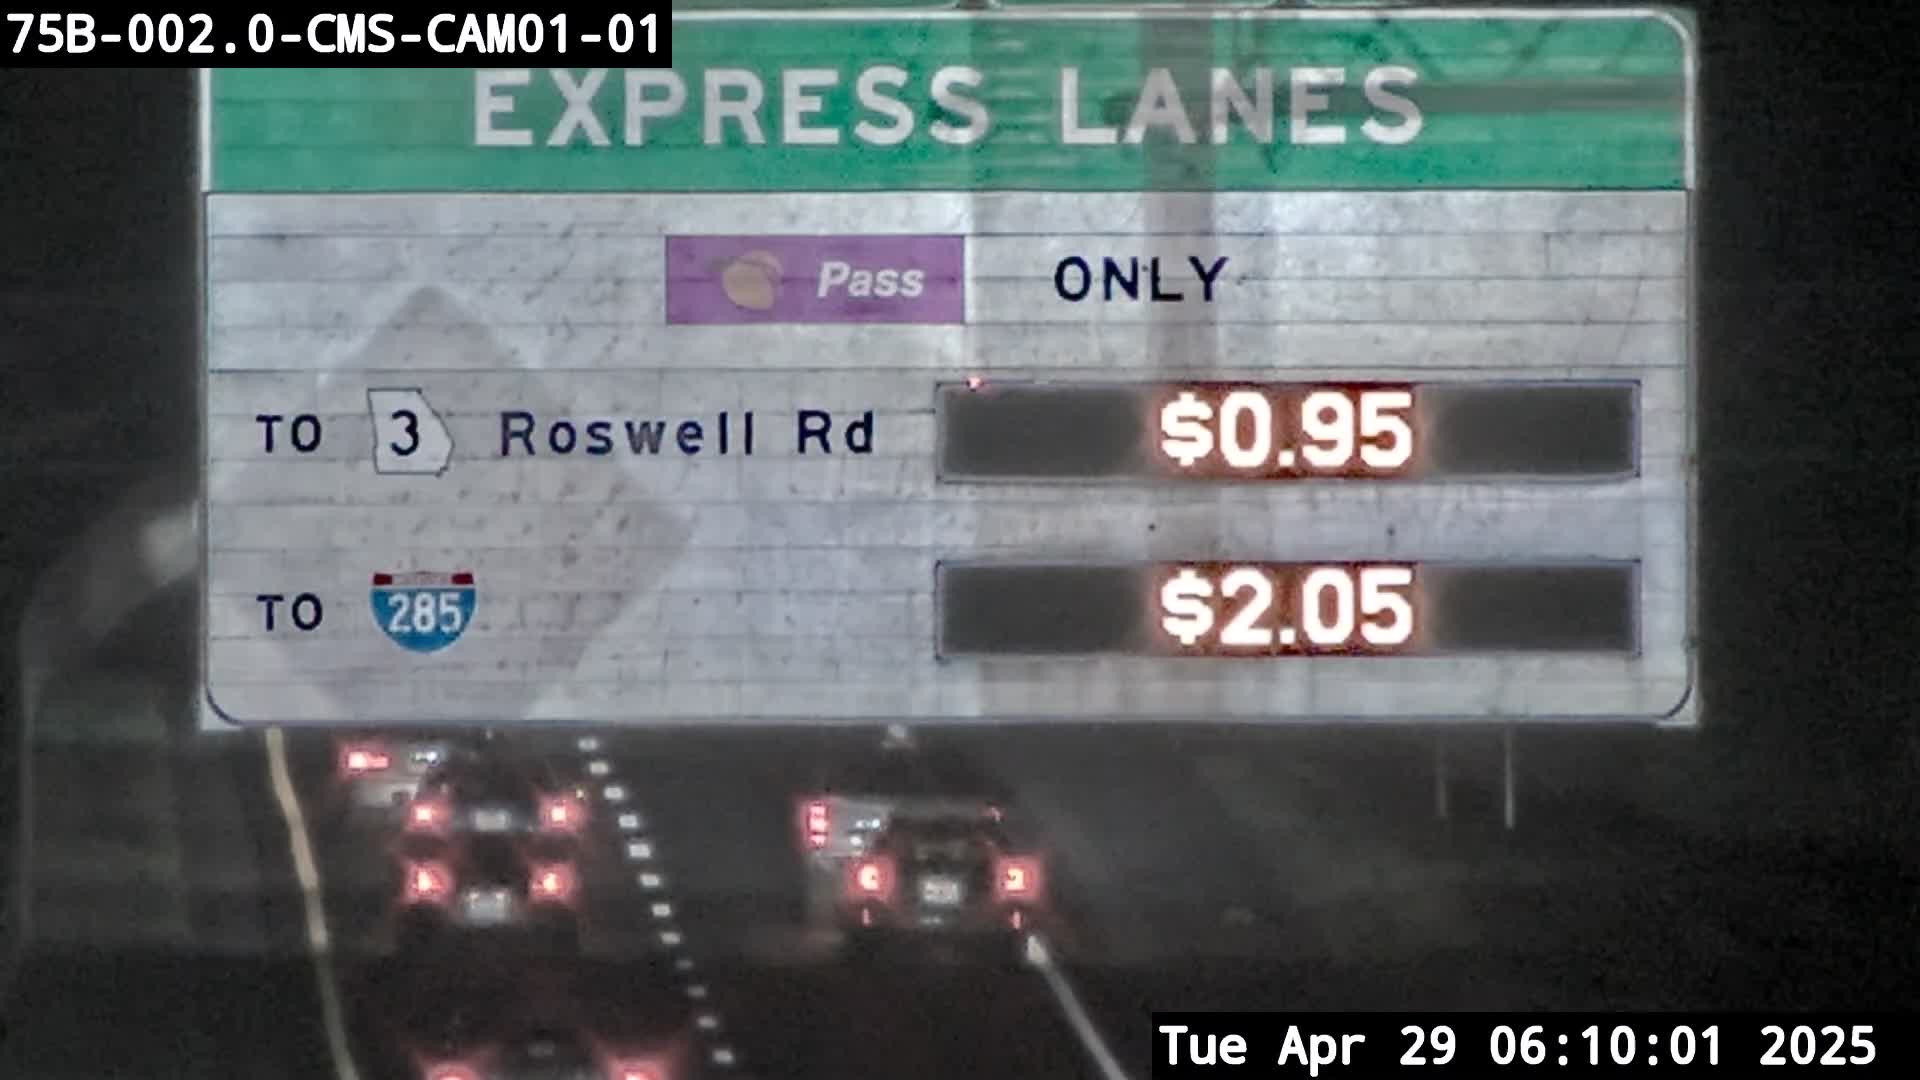 75B-002.0-CMS-CAM01-01
EXPRESS LANES
Pass ONLY
TO 3 Roswell Rd $0.95
TO 285 $2.05
Tue Apr 29 06:10:01 2025